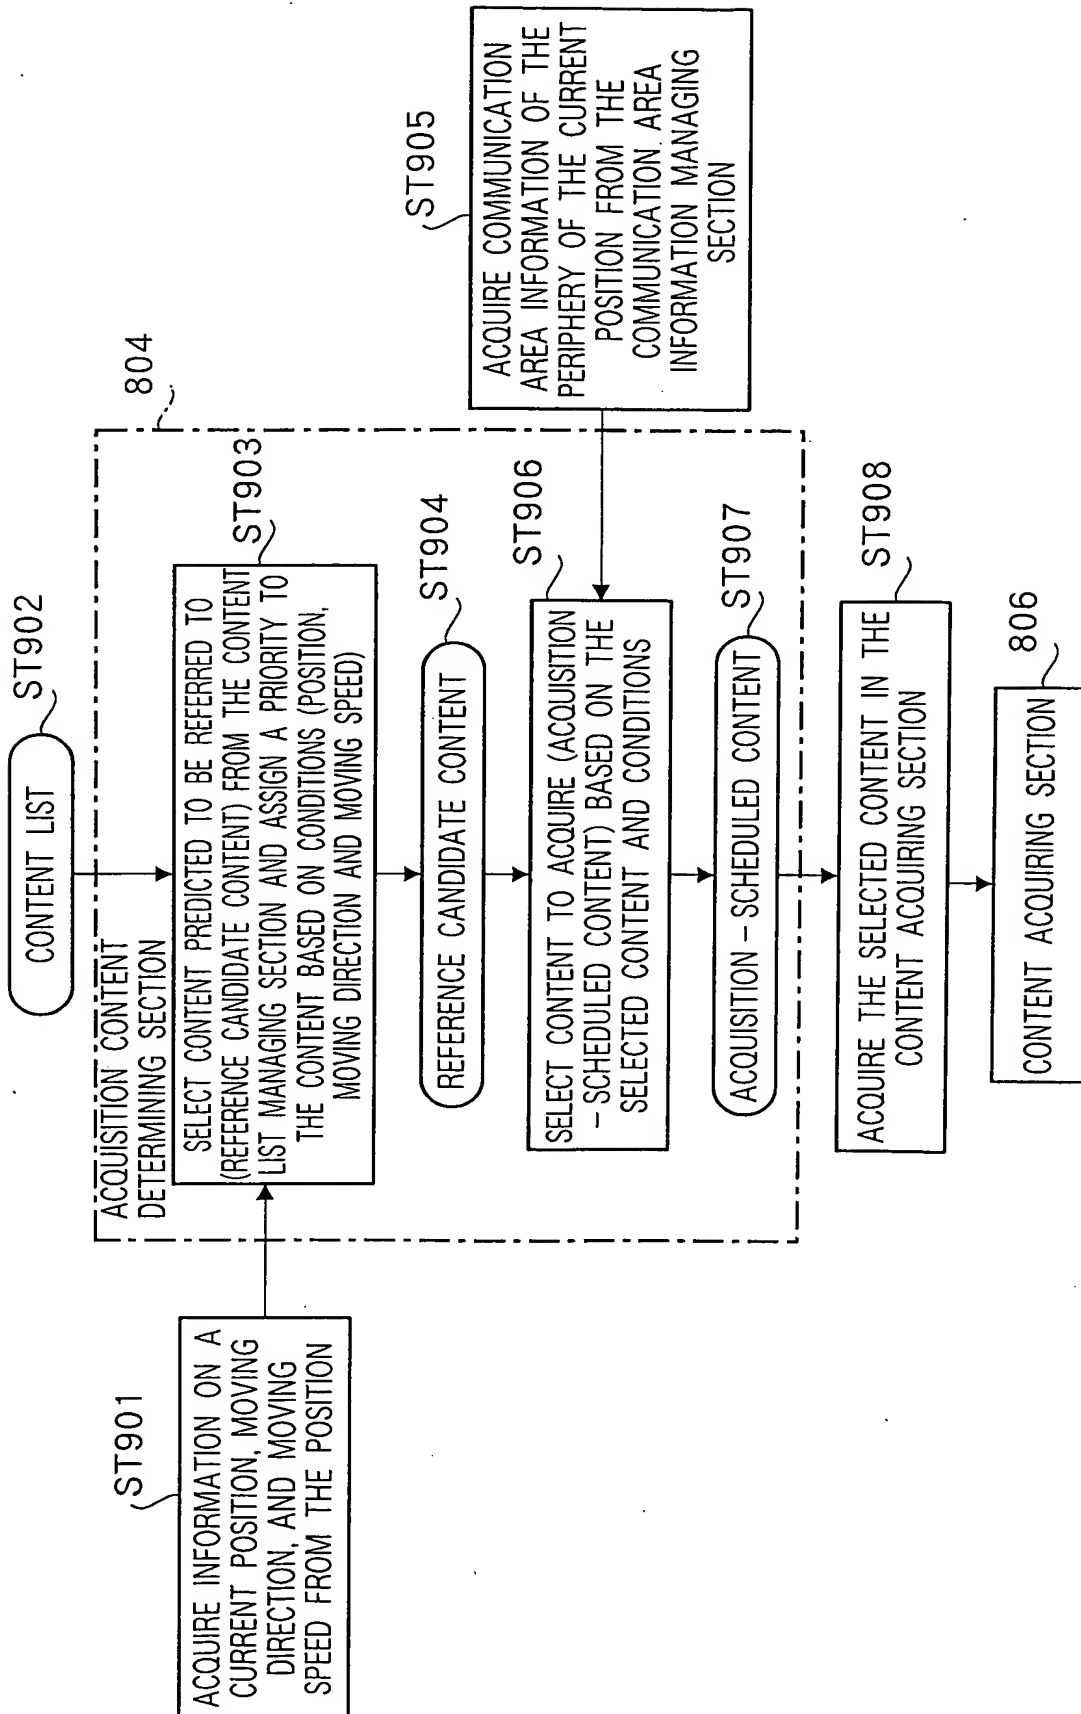 ST902
CONTENT LIST
804
ACQUISITION CONTENT
DETERMINING SECTION
ST901
ACQUIRE INFORMATION ON A
CURRENT POSITION, MOVING
DIRECTION, AND MOVING
SPEED FROM THE POSITION
ST903
SELECT CONTENT PREDICTED TO BE REFERRED TO
(REFERENCE CANDIDATE CONTENT) FROM THE CONTENT
LIST MANAGING SECTION AND ASSIGN A PRIORITY TO
THE CONTENT BASED ON CONDITIONS (POSITION,
MOVING DIRECTION AND MOVING SPEED)
ST904
REFERENCE CANDIDATE CONTENT
ST905
ACQUIRE COMMUNICATION
AREA INFORMATION OF THE
PERIPHERY OF THE CURRENT
POSITION FROM THE
COMMUNICATION AREA
INFORMATION MANAGING
SECTION
ST906
SELECT CONTENT TO ACQUIRE (ACQUISITION
– SCHEDULED CONTENT) BASED ON THE
SELECTED CONTENT AND CONDITIONS
ST907
ACQUISITION – SCHEDULED CONTENT
ST908
ACQUIRE THE SELECTED CONTENT IN THE
CONTENT ACQUIRING SECTION
806
CONTENT ACQUIRING SECTION